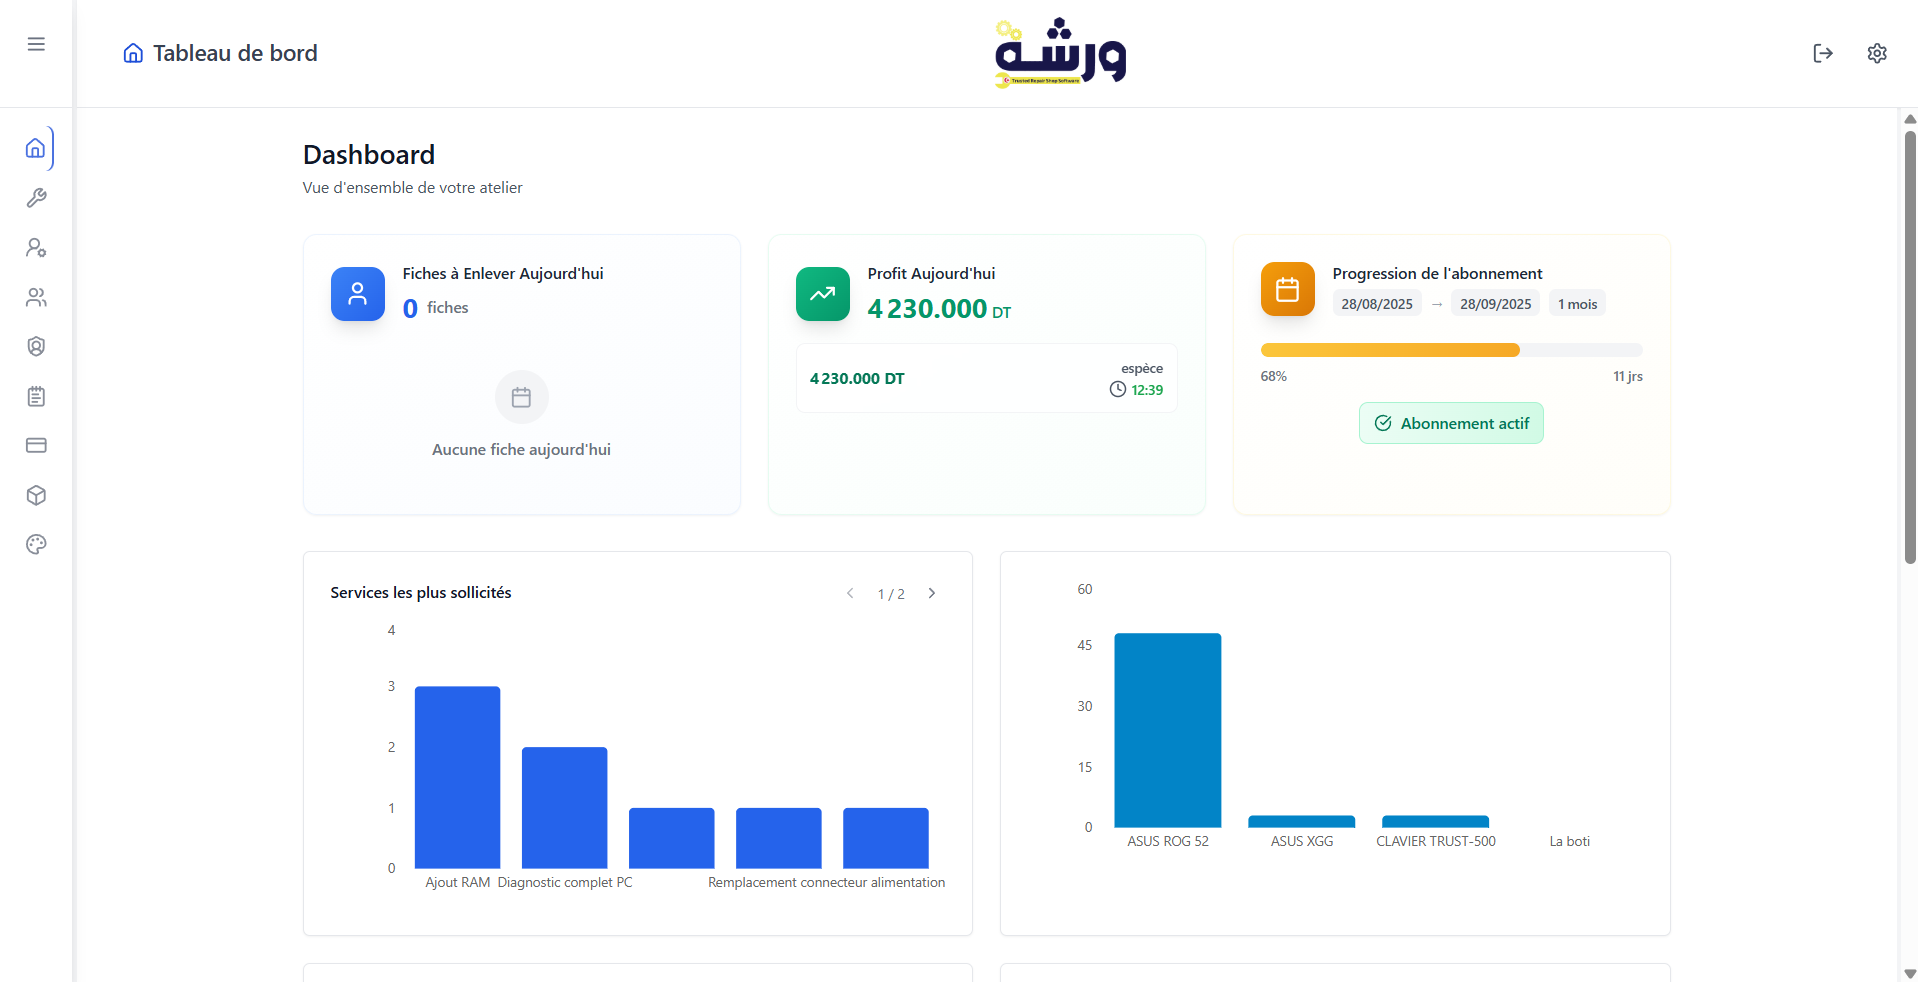 Tableau de bord
ورشه
Trusted Repair Shop Software
Dashboard
Vue d'ensemble de votre atelier
Fiches à Enlever Aujourd'hui
0 fiches
Aucune fiche aujourd'hui
Profit Aujourd'hui
4 230.000 DT
4 230.000 DT
espèce
12:39
Progression de l'abonnement
28/08/2025 → 28/09/2025 1 mois
68% 11 jrs
Abonnement actif
Services les plus sollicités
1 / 2
4
3
2
1
0
Ajout RAM Diagnostic complet PC Remplacement connecteur alimentation
60
45
30
15
0
ASUS ROG 52 ASUS XGG CLAVIER TRUST-500 La boti